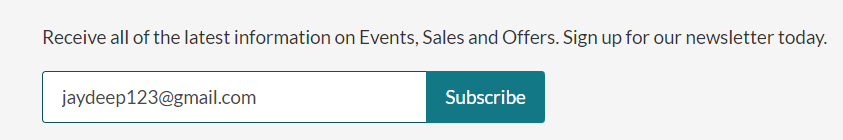 Receive all of the latest information on Events, Sales and Offers. Sign up for our newsletter today.
jaydeep123@gmail.com Subscribe